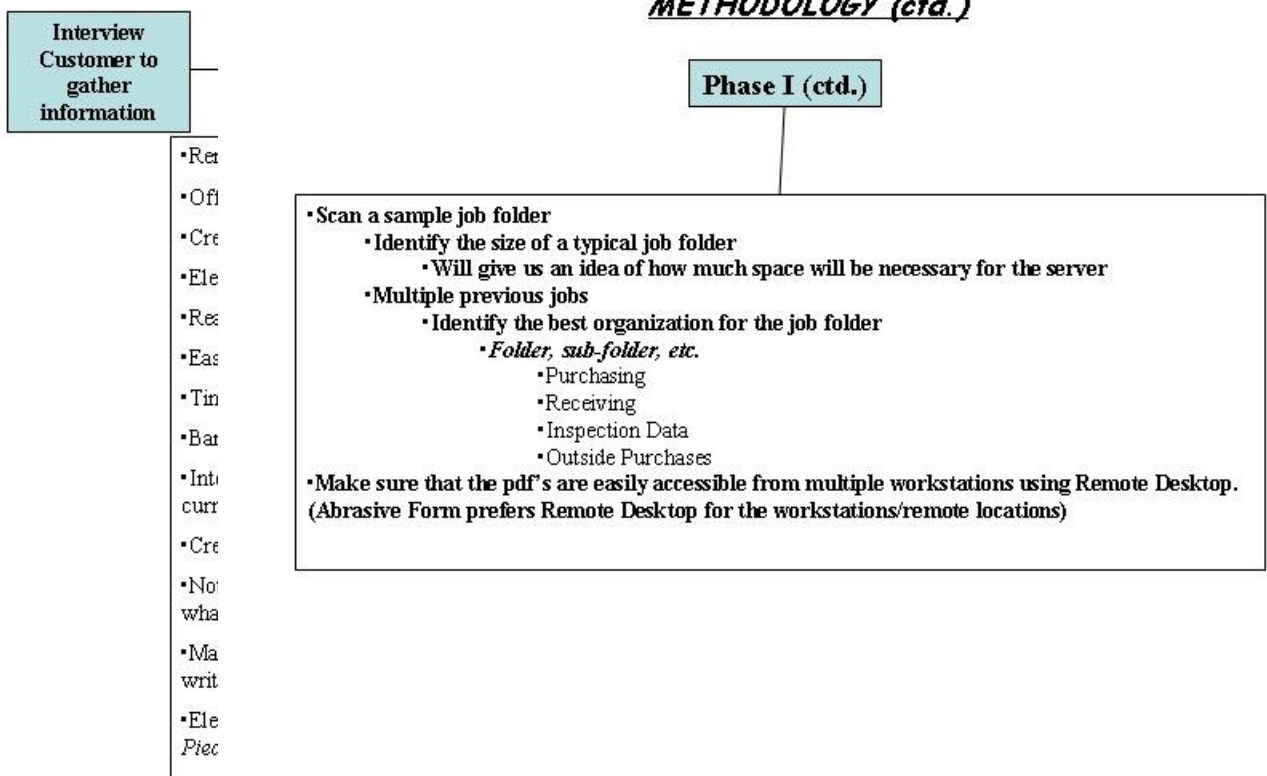 METHODOLOGY (ctd.)
Interview
Customer to
gather
information
Phase I (ctd.)
▪Scan a sample job folder
▪Identify the size of a typical job folder
▪Will give us an idea of how much space will be necessary for the server
▪Multiple previous jobs
▪Identify the best organization for the job folder
▪Folder, sub-folder, etc.
▪Purchasing
▪Receiving
▪Inspection Data
▪Outside Purchases
▪Make sure that the pdf's are easily accessible from multiple workstations using Remote Desktop.
(Abrasive Form prefers Remote Desktop for the workstations/remote locations)